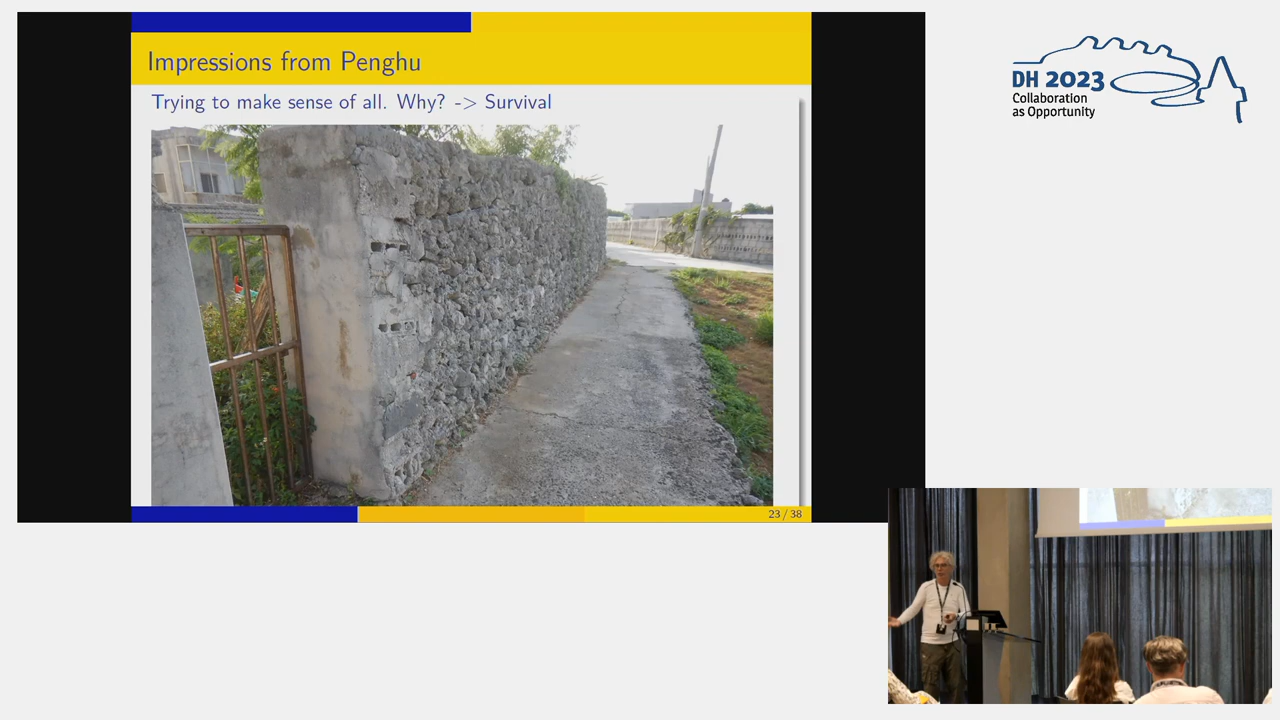 Impressions from Penghu
Trying to make sense of all. Why? -> Survival
23 / 38
DH 2023
Collaboration
as Opportunity